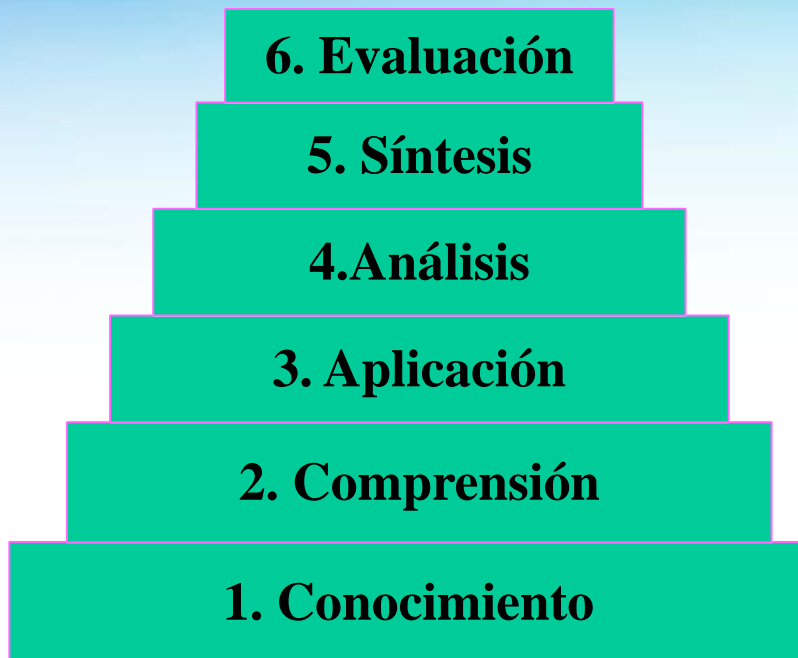 6. Evaluación
5. Síntesis
4.Análisis
3. Aplicación
2. Comprensión
1. Conocimiento